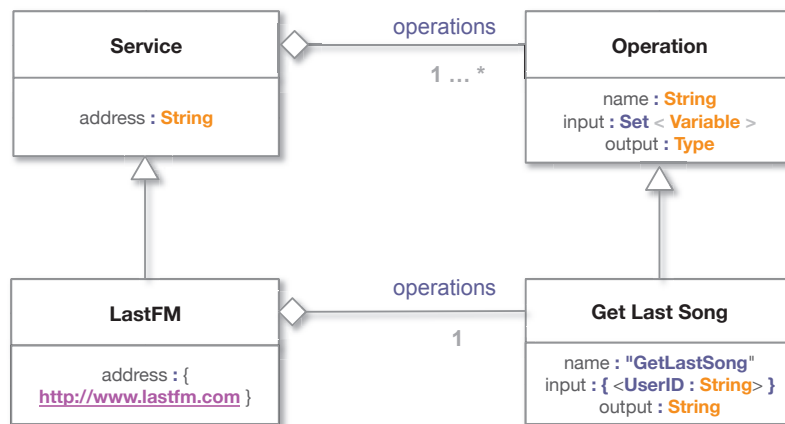 Service
address : String
operations
1 ... *
Operation
name : String
input : Set < Variable >
output : Type
LastFM
address : {
http://www.lastfm.com }
operations
1
Get Last Song
name : "GetLastSong"
input : { <UserID : String> }
output : String